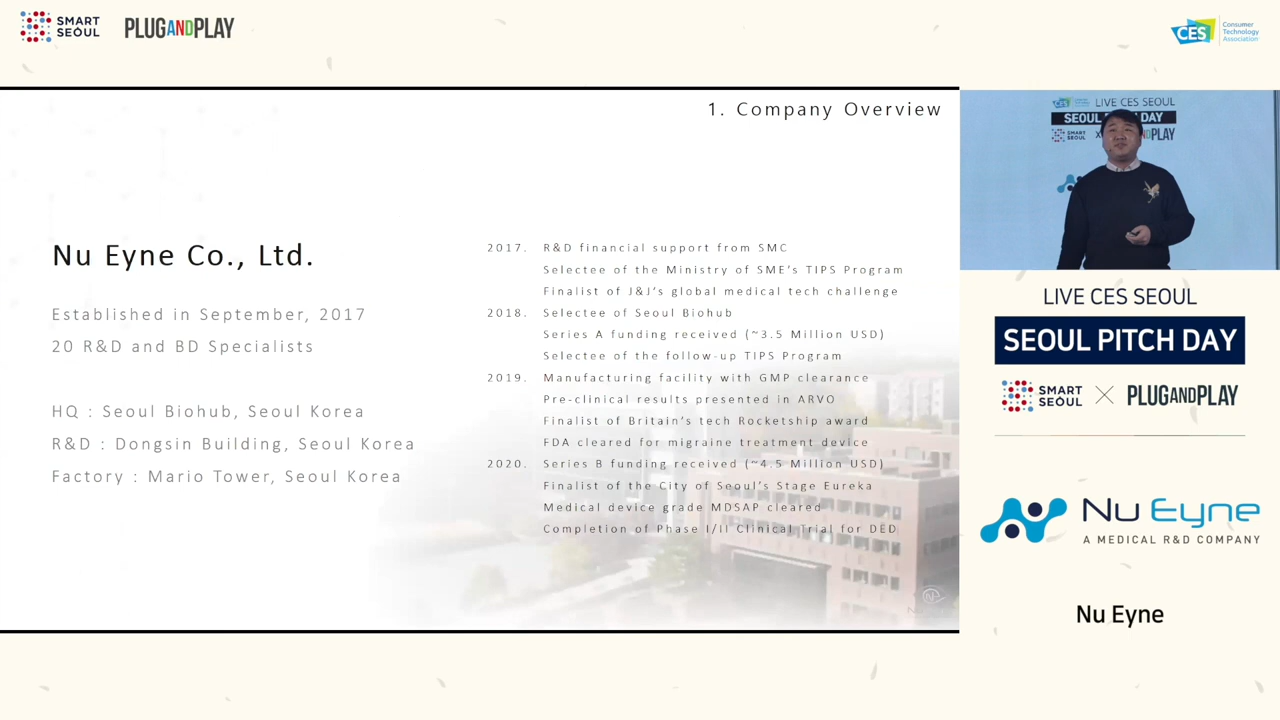 SMART
SEOUL
PLUGANDPLAY
CES
Consumer
Technology
Association
1. Company Overview
Nu Eyne Co., Ltd.
Established in September, 2017
20 R&D and BD Specialists
HQ : Seoul Biohub, Seoul Korea
R&D : Dongsin Building, Seoul Korea
Factory : Mario Tower, Seoul Korea
2017. R&D financial support from SMC
Selectee of the Ministry of SME's TIPS Program
Finalist of J&J's global medical tech challenge
2018. Selectee of Seoul Biohub
Series A funding received (~3.5 Million USD)
Selectee of the follow-up TIPS Program
2019. Manufacturing facility with GMP clearance
Pre-clinical results presented in ARVO
Finalist of Britain's tech Rocketship award
FDA cleared for migraine treatment device
2020. Series B funding received (~4.5 Million USD)
Finalist of the City of Seoul's Stage Eureka
Medical device grade MDSAP cleared
Completion of Phase I/II Clinical Trial for DED
LIVE CES SEOUL
SMART
SEOUL
LIVE CES SEOUL
SEOUL PITCH DAY
SMART
SEOUL
PLUGANDPLAY
Nu Eyne
A MEDICAL R&D COMPANY
Nu Eyne